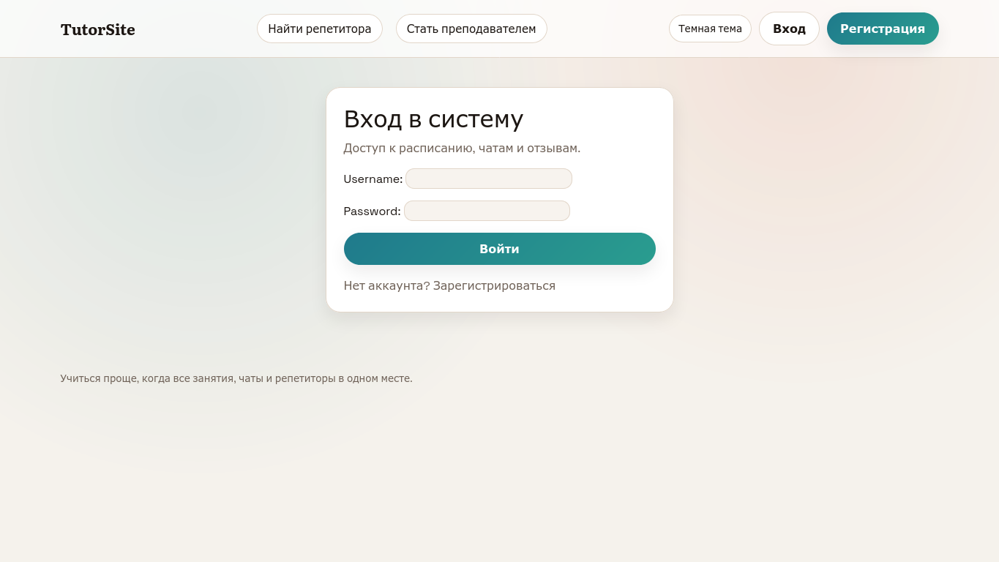 TutorSite
Найти репетитора
Стать преподавателем
Темная тема
Вход
Регистрация
Вход в систему
Доступ к расписанию, чатам и отзывам.
Username:
Password:
Войти
Нет аккаунта? Зарегистрироваться
Учиться проще, когда все занятия, чаты и репетиторы в одном месте.